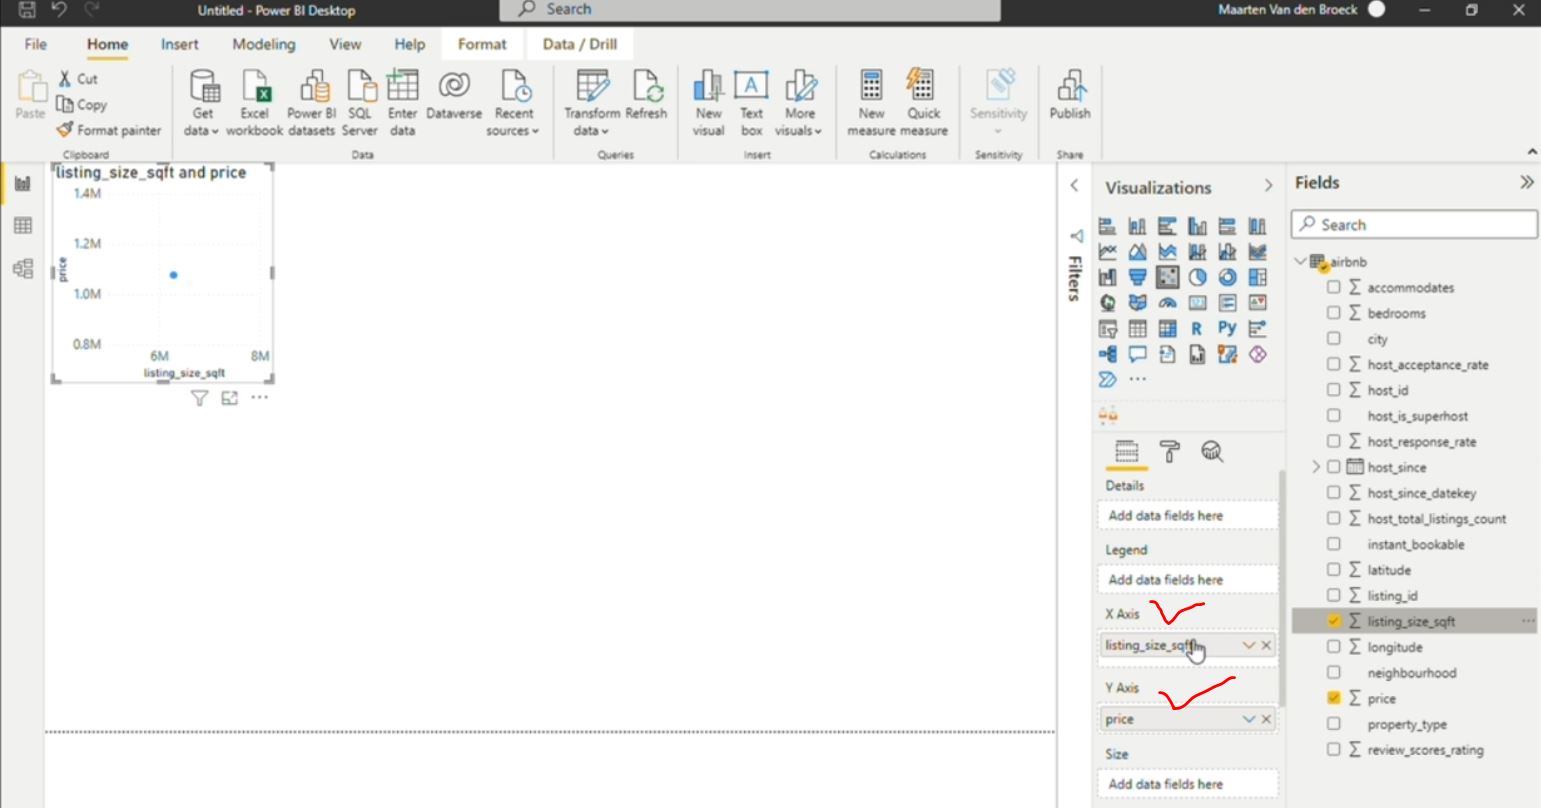 Untitled - Power BI Desktop
Search
Maarten Van den Broeck
File
Home
Insert
Modeling
View
Help
Format
Data / Drill
Paste
Cut
Copy
Format painter
Clipboard
Get
data
Excel
workbook
Power BI
datasets
SQL
Server
Enter
data
Dataverse
Recent
sources
Data
Transform
data
Refresh
Queries
New
visual
Text
box
More
visuals
Insert
New
measure
Quick
measure
Calculations
Sensitivity
Sensitivity
Publish
Share
listing_size_sqft and price
1.4M
1.2M
1.0M
0.8M
price
6M
8M
listing_size_sqft
Filters
Visualizations
R
Py
Details
Add data fields here
Legend
Add data fields here
X Axis
listing_size_sqft
Y Axis
price
Size
Add data fields here
Fields
Search
airbnb
accommodates
bedrooms
city
host_acceptance_rate
host_id
host_is_superhost
host_response_rate
host_since
host_since_datekey
host_total_listings_count
instant_bookable
latitude
listing_id
listing_size_sqft
longitude
neighbourhood
price
property_type
review_scores_rating